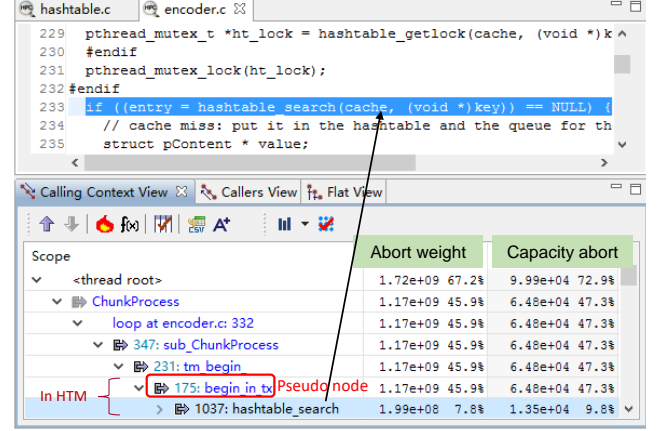 hashtable.c encoder.c
229 pthread_mutex_t *ht_lock = hashtable_getlock(cache, (void *)k
230 #endif
231 pthread_mutex_lock(ht_lock);
232 #endif
233 if ((entry = hashtable_search(cache, (void *)key)) == NULL) {
234 // cache miss: put it in the hashtable and the queue for th
235 struct pContent * value;
Calling Context View Callers View Flat View
f(x) CSV A+
Scope Abort weight Capacity abort
<thread root> 1.72e+09 67.2% 9.99e+04 72.9%
ChunkProcess 1.17e+09 45.9% 6.48e+04 47.3%
loop at encoder.c: 332 1.17e+09 45.9% 6.48e+04 47.3%
347: sub_ChunkProcess 1.17e+09 45.9% 6.48e+04 47.3%
231: tm_begin_ 1.17e+09 45.9% 6.48e+04 47.3%
In HTM 175: begin_in_tx Pseudo node 1.17e+09 45.9% 6.48e+04 47.3%
1037: hashtable_search 1.99e+08 7.8% 1.35e+04 9.8%